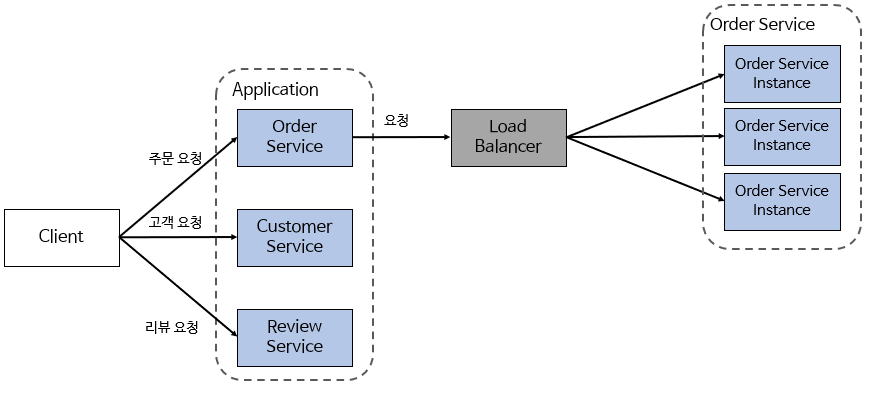 Client
주문 요청
고객 요청
리뷰 요청
Application
Order
Service
Customer
Service
Review
Service
요청
Load
Balancer
Order Service
Order Service
Instance
Order Service
Instance
Order Service
Instance